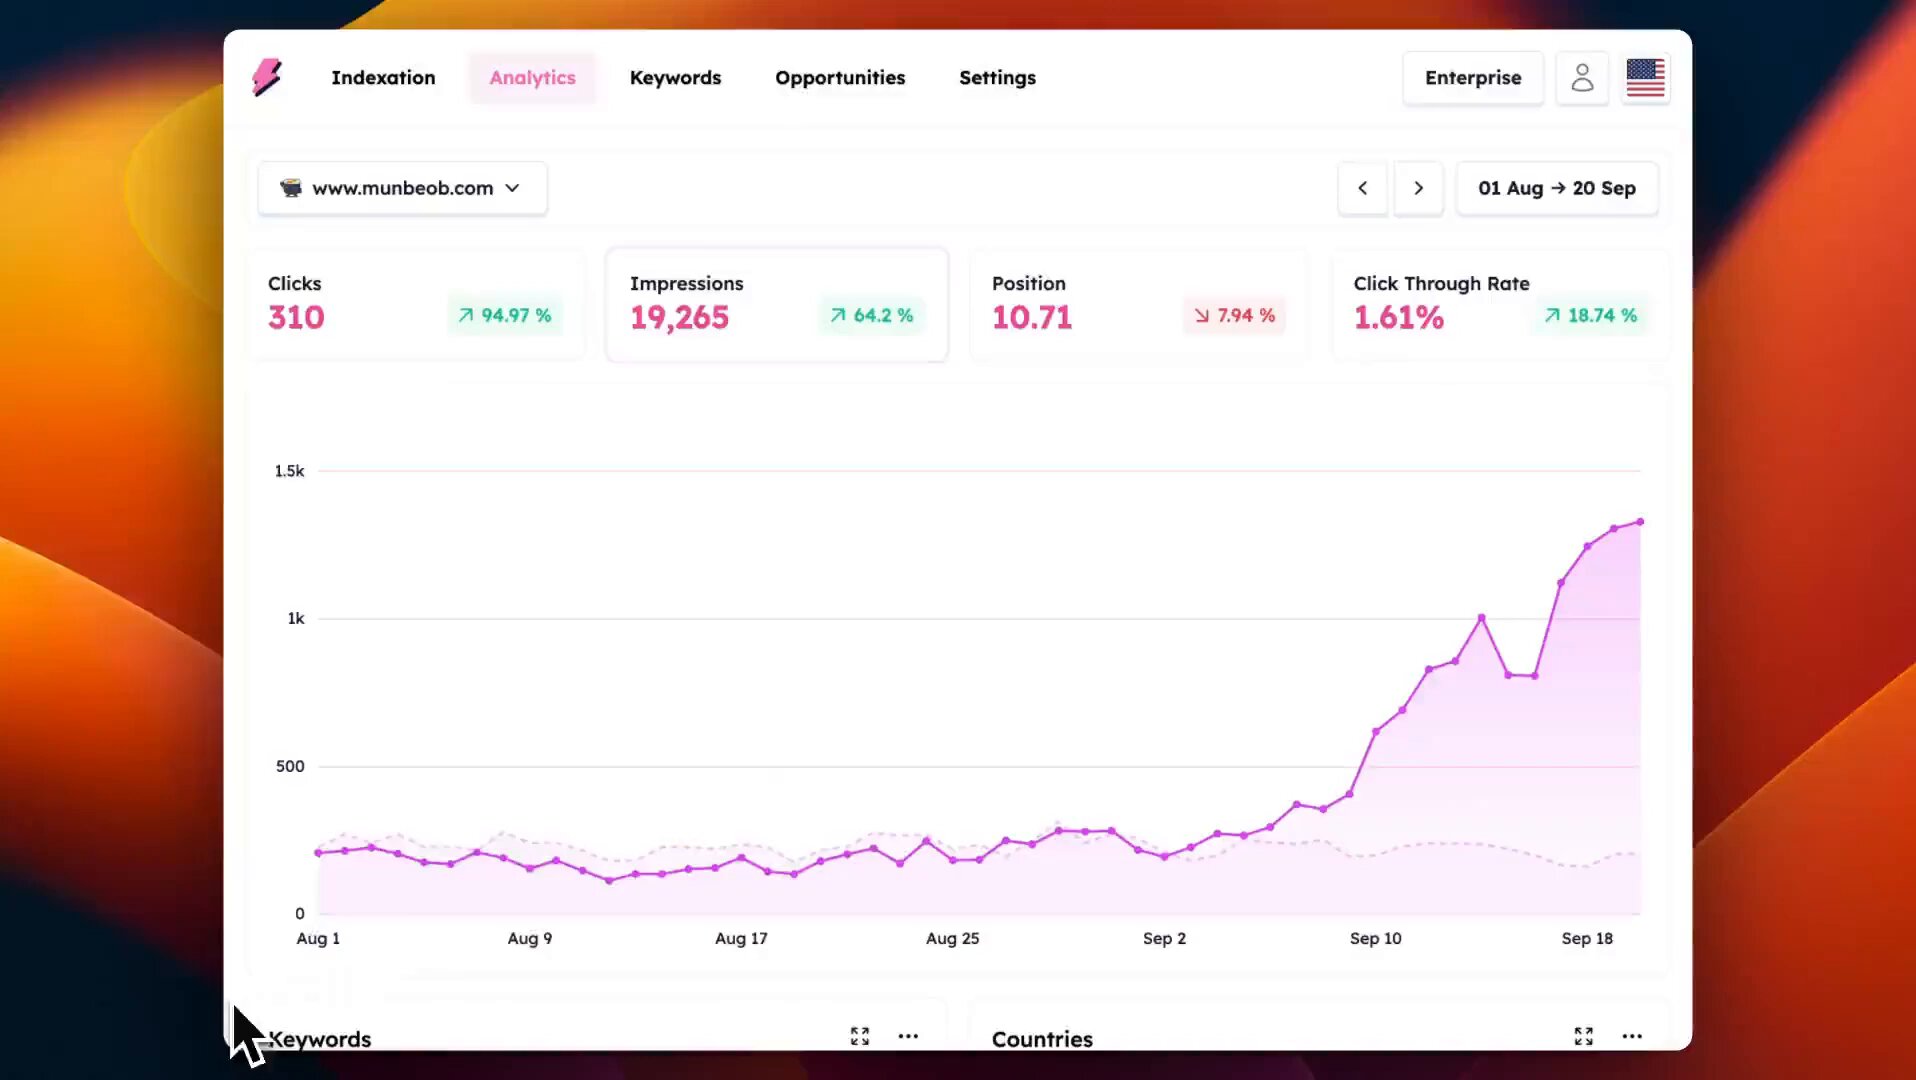 Indexation
Analytics
Keywords
Opportunities
Settings
Enterprise
www.munbeob.com
01 Aug → 20 Sep
Clicks
310
94.97 %
Impressions
19,265
64.2 %
Position
10.71
7.94 %
Click Through Rate
1.61%
18.74 %
1.5k
1k
500
0
Aug 1
Aug 9
Aug 17
Aug 25
Sep 2
Sep 10
Sep 18
Keywords
Countries